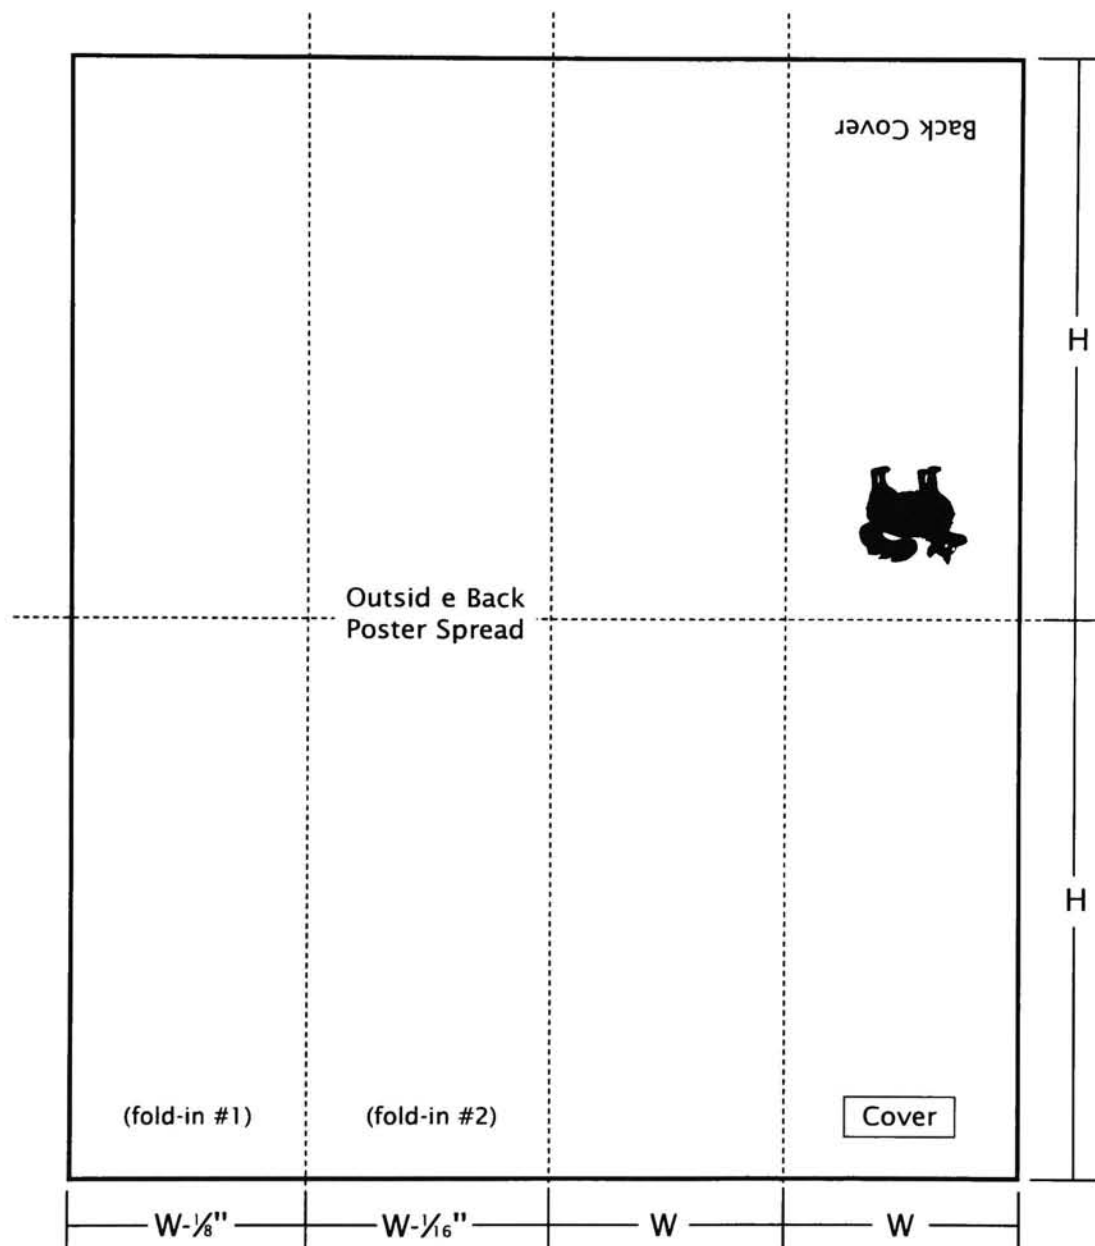 Back Cover
H
Outsid e Back
Poster Spread
H
(fold-in #1)
(fold-in #2)
Cover
W-⅛"
W-1/16"
W
W